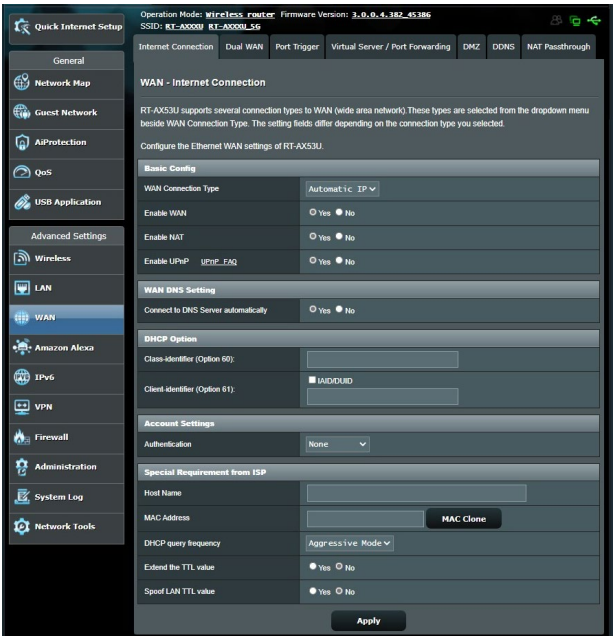 Quick Internet Setup
Operation Mode: Wireless router Firmware Version: 3.0.0.4.382_45386
SSID: RT-AXXXU RT-AXXXU_5G
General
Network Map
Guest Network
AiProtection
QoS
USB Application
Advanced Settings
Wireless
LAN
WAN
Amazon Alexa
IPv6
VPN
Firewall
Administration
System Log
Network Tools
Internet Connection Dual WAN Port Trigger Virtual Server / Port Forwarding DMZ DDNS NAT Passthrough
WAN - Internet Connection
RT-AX53U supports several connection types to WAN (wide area network).These types are selected from the dropdown menu
beside WAN Connection Type. The setting fields differ depending on the connection type you selected.
Configure the Ethernet WAN settings of RT-AX53U.
Basic Config
WAN Connection Type Automatic IP
Enable WAN Yes No
Enable NAT Yes No
Enable UPnP UPnP FAQ Yes No
WAN DNS Setting
Connect to DNS Server automatically Yes No
DHCP Option
Class-identifier (Option 60):
IAID/DUID
Client-identifier (Option 61):
Account Settings
Authentication None
Special Requirement from ISP
Host Name
MAC Address MAC Clone
DHCP query frequency Aggressive Mode
Extend the TTL value Yes No
Spoof LAN TTL value Yes No
Apply